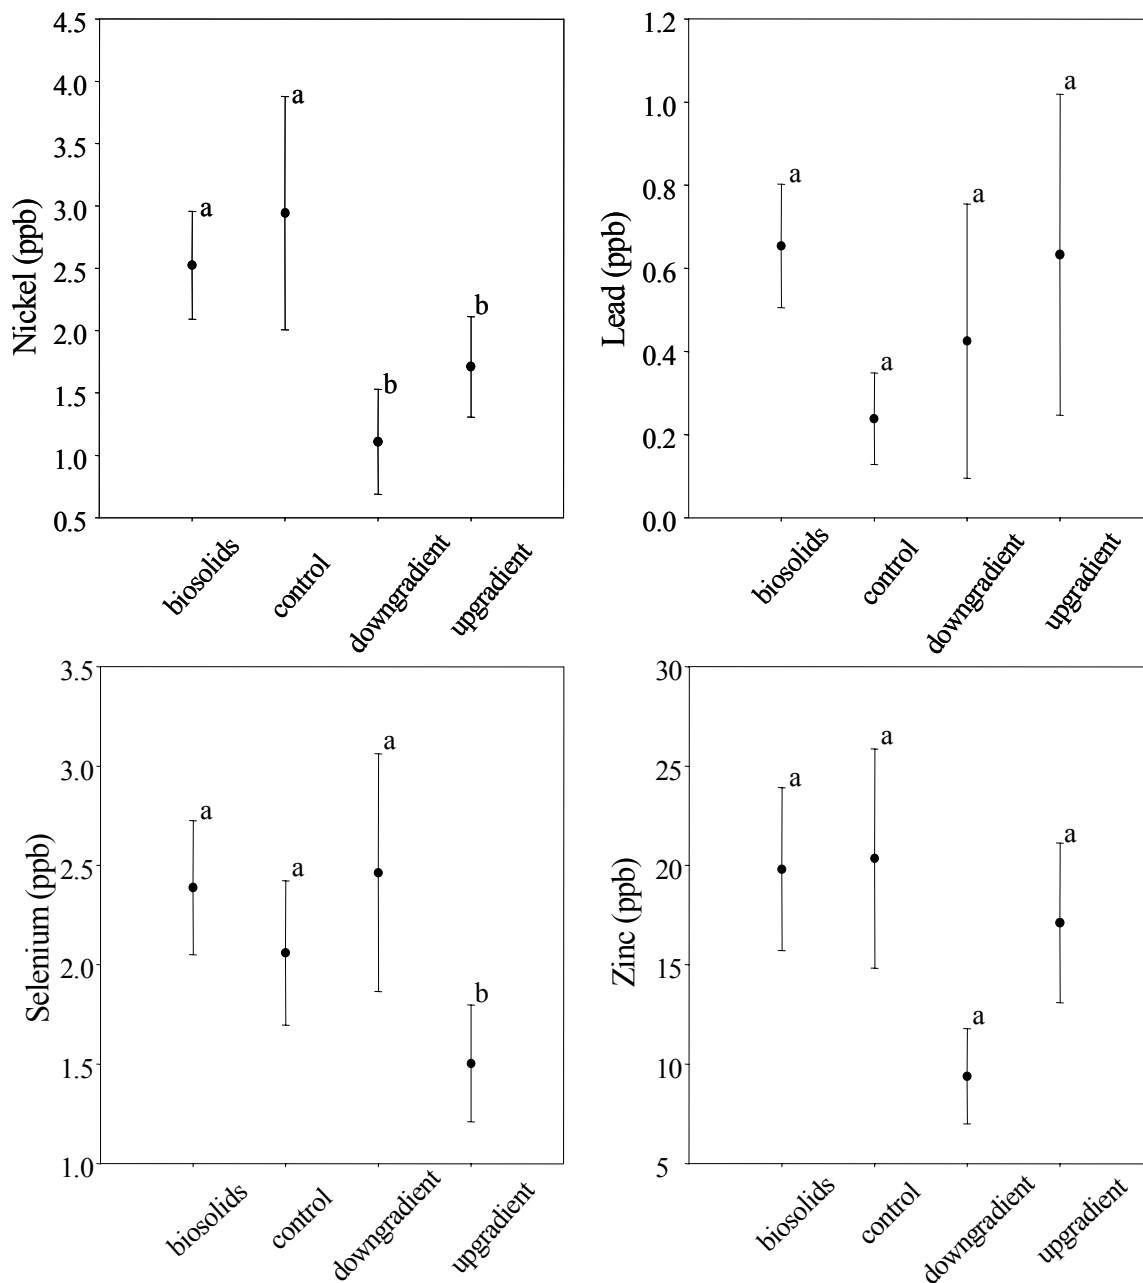 4.5
4.0
3.5
3.0
2.5
2.0
1.5
1.0
0.5
Nickel (ppb)
a
a
b
b
biosolids
control
downgradient
upgradient
1.2
1.0
0.8
0.6
0.4
0.2
0.0
Lead (ppb)
a
a
a
a
biosolids
control
downgradient
upgradient
3.5
3.0
2.5
2.0
1.5
1.0
Selenium (ppb)
a
a
a
b
biosolids
control
downgradient
upgradient
30
25
20
15
10
5
Zinc (ppb)
a
a
a
a
biosolids
control
downgradient
upgradient